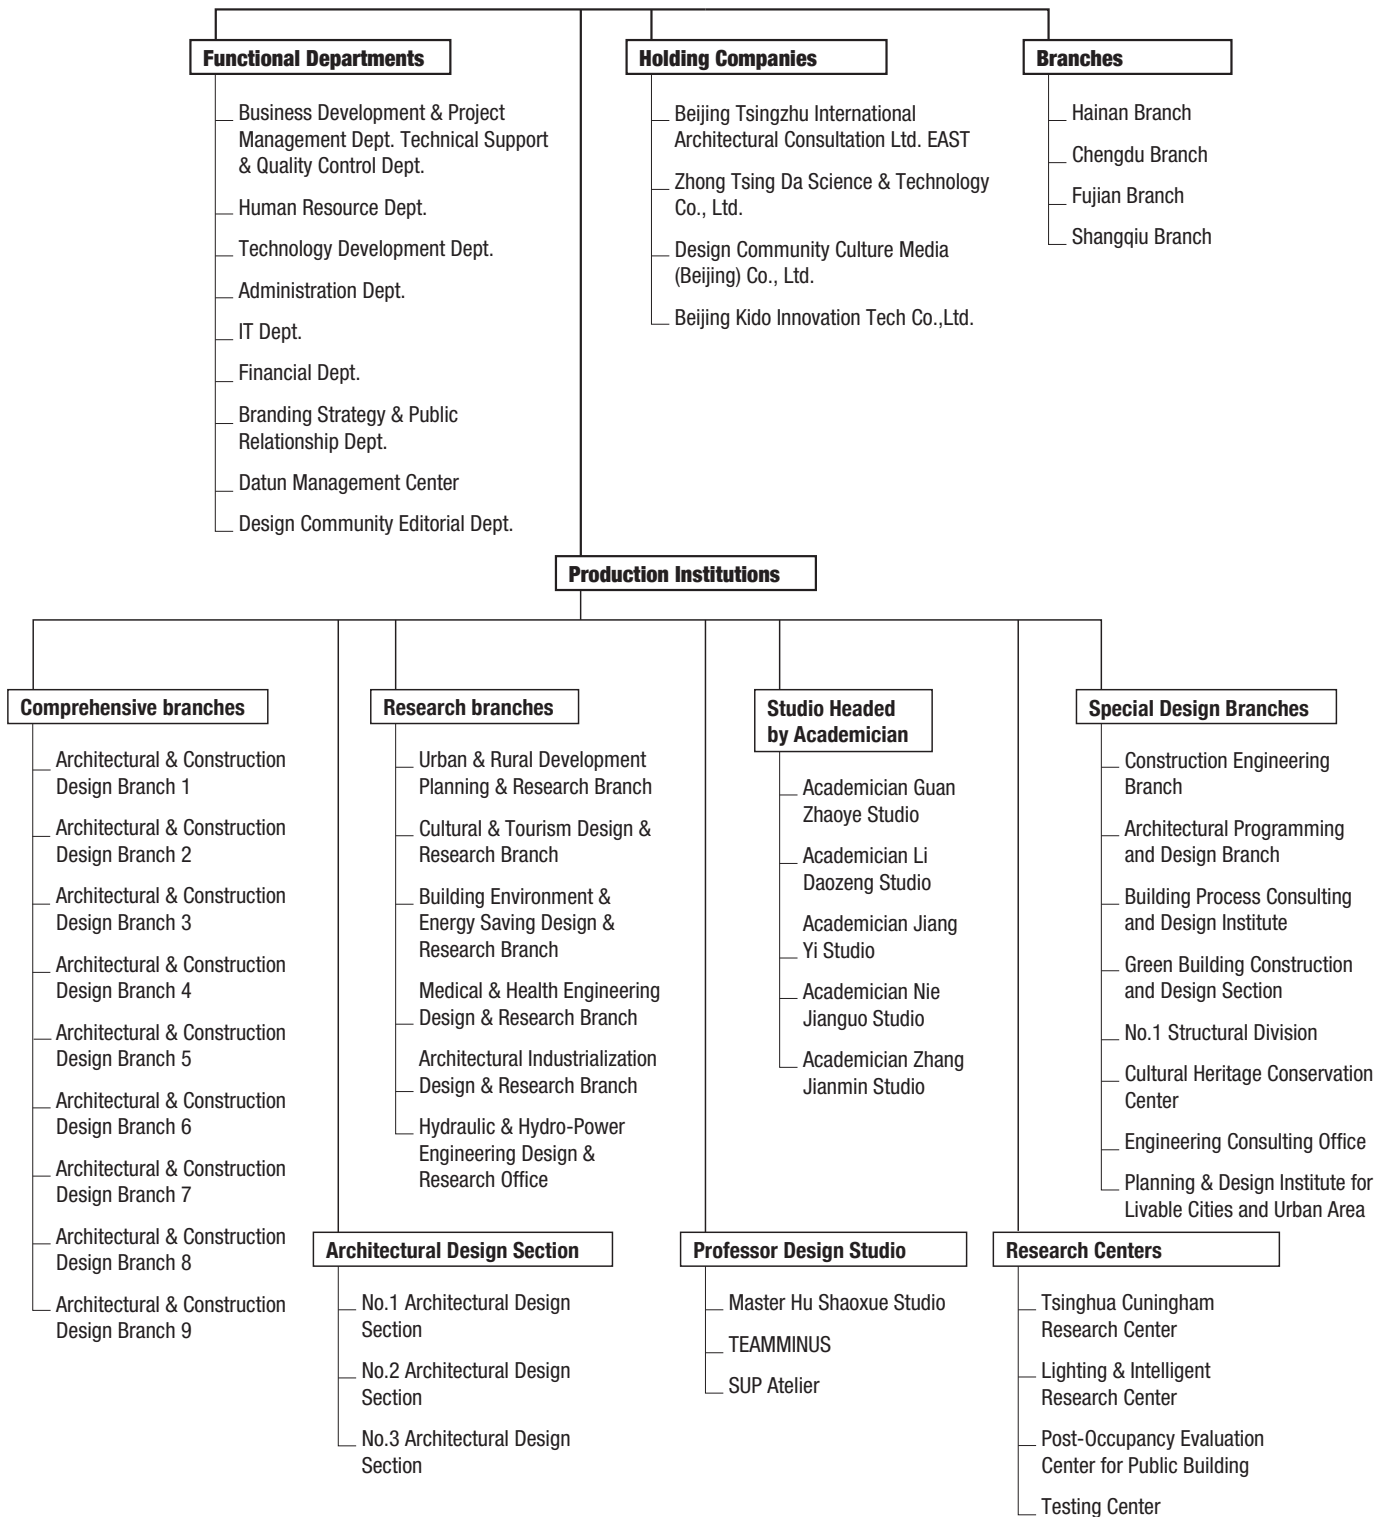 Functional Departments
Business Development & Project
Management Dept. Technical Support
& Quality Control Dept.
Human Resource Dept.
Technology Development Dept.
Administration Dept.
IT Dept.
Financial Dept.
Branding Strategy & Public
Relationship Dept.
Datun Management Center
Design Community Editorial Dept.
Holding Companies
Beijing Tsingzhu International
Architectural Consultation Ltd. EAST
Zhong Tsing Da Science & Technology
Co., Ltd.
Design Community Culture Media
(Beijing) Co., Ltd.
Beijing Kido Innovation Tech Co.,Ltd.
Branches
Hainan Branch
Chengdu Branch
Fujian Branch
Shangqiu Branch
Production Institutions
Comprehensive branches
Architectural & Construction
Design Branch 1
Architectural & Construction
Design Branch 2
Architectural & Construction
Design Branch 3
Architectural & Construction
Design Branch 4
Architectural & Construction
Design Branch 5
Architectural & Construction
Design Branch 6
Architectural & Construction
Design Branch 7
Architectural & Construction
Design Branch 8
Architectural & Construction
Design Branch 9
Research branches
Urban & Rural Development
Planning & Research Branch
Cultural & Tourism Design &
Research Branch
Building Environment &
Energy Saving Design &
Research Branch
Medical & Health Engineering
Design & Research Branch
Architectural Industrialization
Design & Research Branch
Hydraulic & Hydro-Power
Engineering Design &
Research Office
Studio Headed
by Academician
Academician Guan
Zhaoye Studio
Academician Li
Daozeng Studio
Academician Jiang
Yi Studio
Academician Nie
Jianguo Studio
Academician Zhang
Jianmin Studio
Special Design Branches
Construction Engineering
Branch
Architectural Programming
and Design Branch
Building Process Consulting
and Design Institute
Green Building Construction
and Design Section
No.1 Structural Division
Cultural Heritage Conservation
Center
Engineering Consulting Office
Planning & Design Institute for
Livable Cities and Urban Area
Architectural Design Section
No.1 Architectural Design
Section
No.2 Architectural Design
Section
No.3 Architectural Design
Section
Professor Design Studio
Master Hu Shaoxue Studio
TEAMMINUS
SUP Atelier
Research Centers
Tsinghua Cuningham
Research Center
Lighting & Intelligent
Research Center
Post-Occupancy Evaluation
Center for Public Building
Testing Center